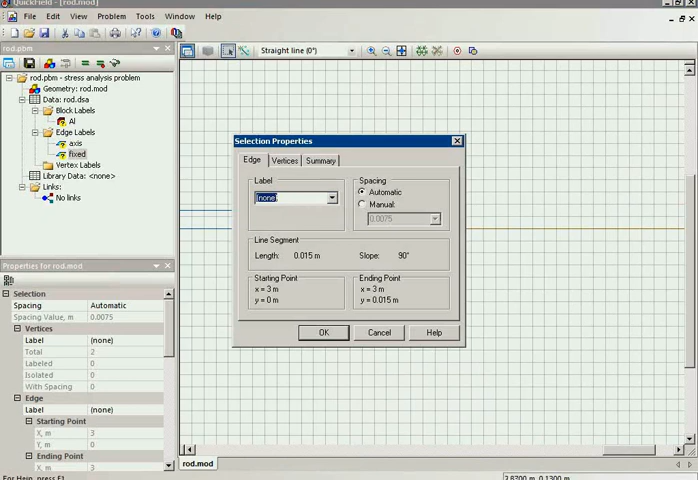 QuickField - [rod.mod]
File Edit View Problem Tools Window Help
Straight line (0°)
rod.pbm
rod.pbm - stress analysis problem
Geometry: rod.mod
Data: rod.dsa
Block Labels
Al
Edge Labels
axis
fixed
Vertex Labels
Library Data: <none>
Links:
No links
Properties for rod.mod
Selection
Spacing Automatic
Spacing Value, m 0.0075
Vertices
Label (none)
Total 2
Labeled 0
Isolated 0
With Spacing 0
Edge
Label (none)
Starting Point
X, m 3
Y, m 0
Ending Point
X, m 3
For Help, press F1
Selection Properties
Edge Vertices Summary
Label
(none)
Spacing
Automatic
Manual:
0.0075
Line Segment
Length: 0.015 m Slope: 90°
Starting Point
x = 3 m
y = 0 m
Ending Point
x = 3 m
y = 0.015 m
OK Cancel Help
rod.mod